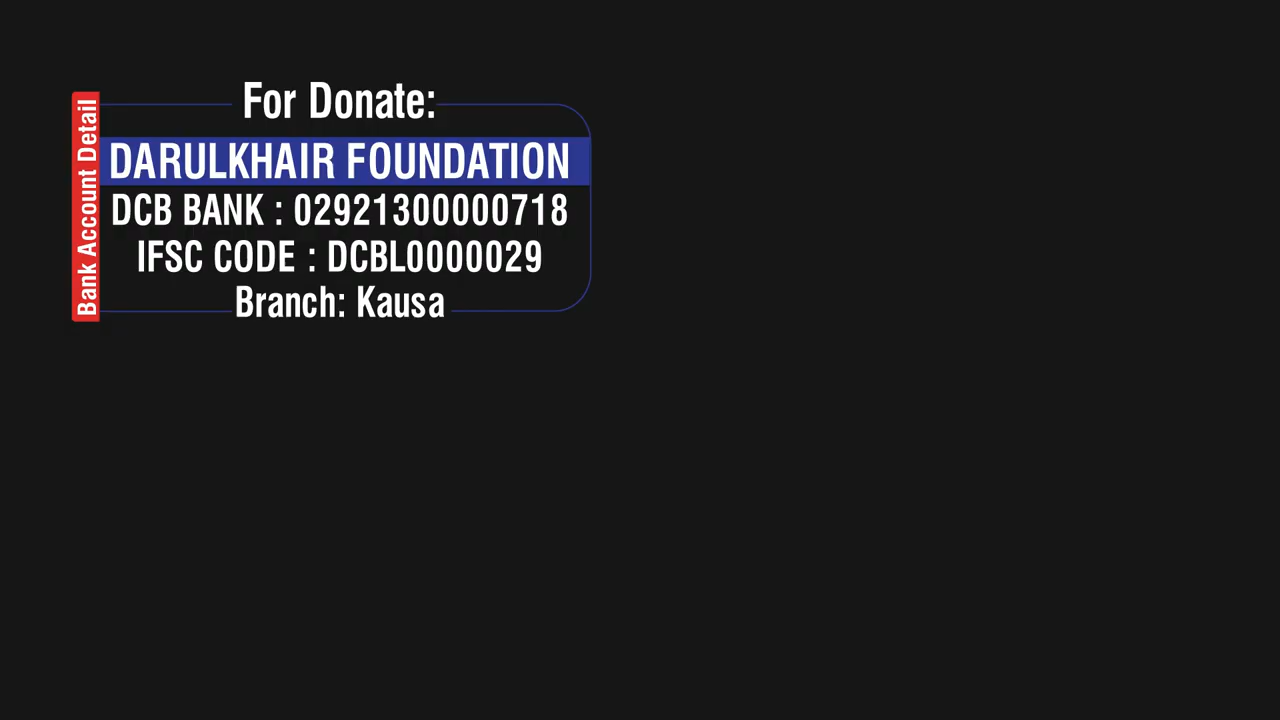 For Donate:
Bank Account Detail
DARULKHAIR FOUNDATION
DCB BANK : 02921300000718
IFSC CODE : DCBL0000029
Branch: Kausa